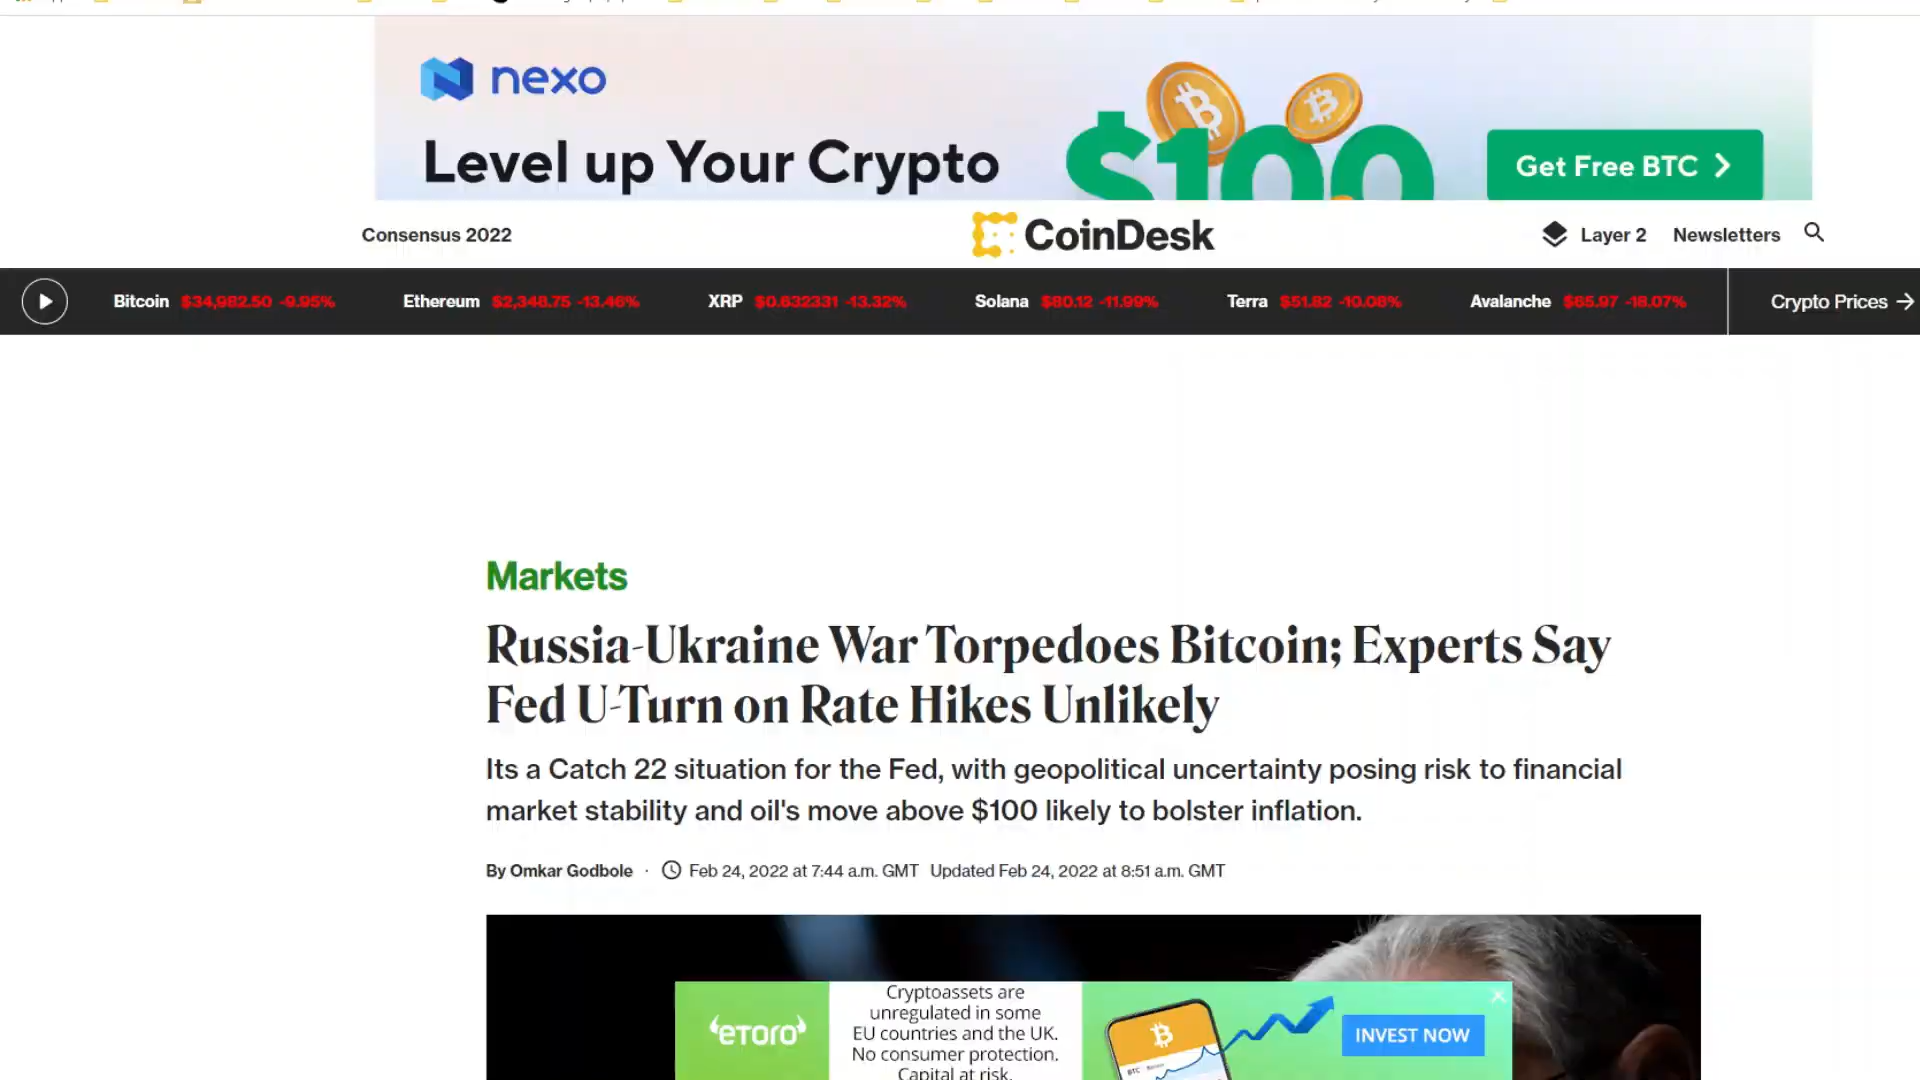 nexo
Level up Your Crypto
$100
Get Free BTC
Consensus 2022
CoinDesk
Layer 2
Newsletters
Bitcoin $34,982.50 -9.95%
Ethereum $2,348.75 -13.46%
XRP $0.632331 -13.32%
Solana $80.12 -11.99%
Terra $51.82 -10.08%
Avalanche $65.97 -18.07%
Crypto Prices
Markets
Russia-Ukraine War Torpedoes Bitcoin; Experts Say
Fed U-Turn on Rate Hikes Unlikely
Its a Catch 22 situation for the Fed, with geopolitical uncertainty posing risk to financial
market stability and oil's move above $100 likely to bolster inflation.
By Omkar Godbole · Feb 24, 2022 at 7:44 a.m. GMT Updated Feb 24, 2022 at 8:51 a.m. GMT
eToro
Cryptoassets are
unregulated in some
EU countries and the UK.
No consumer protection.
Capital at risk.
BTC
INVEST NOW